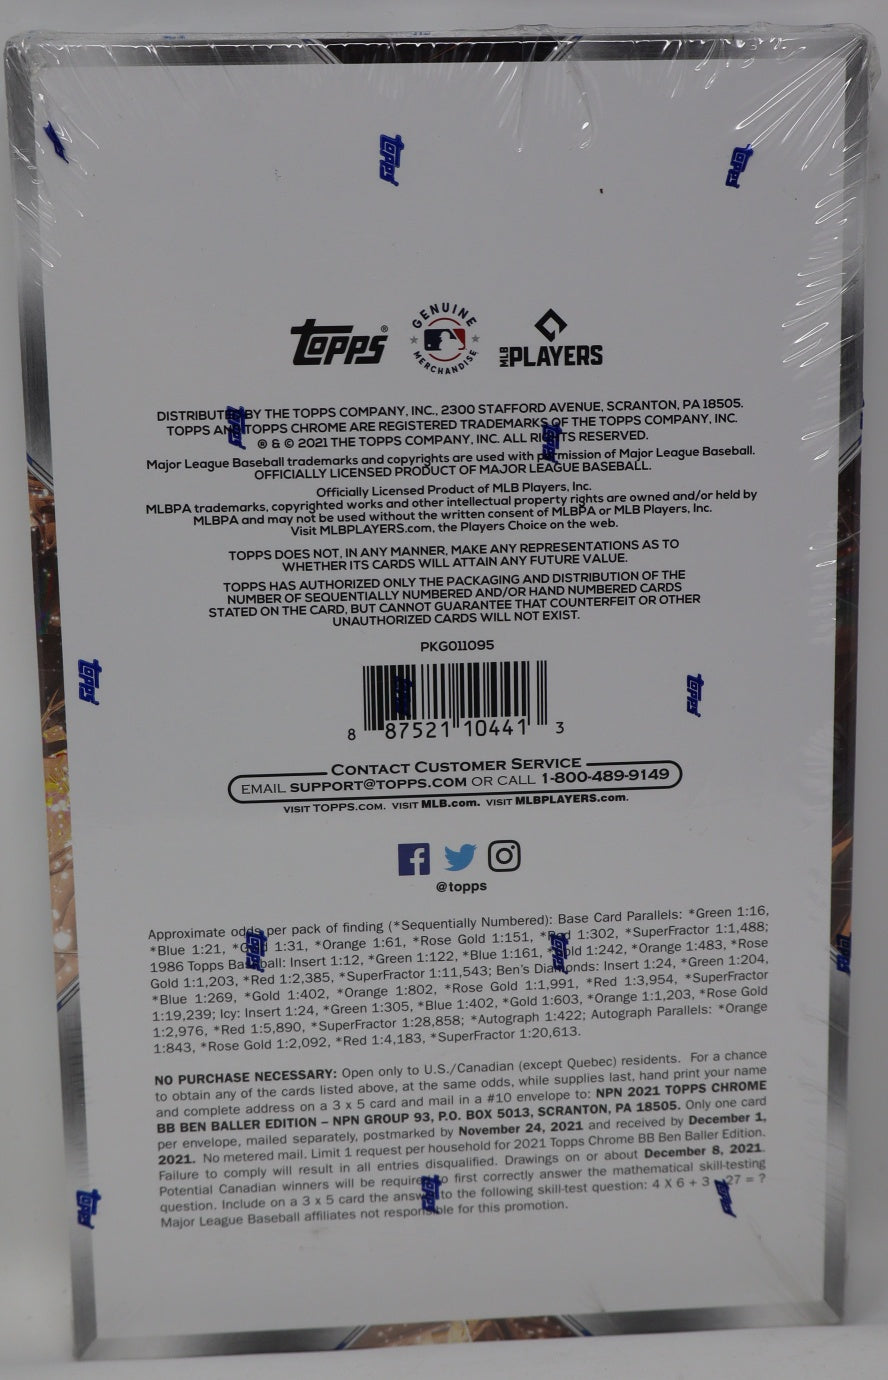 Topps
Topps
Topps ®
GENUINE MERCHANDISE
MLB PLAYERS
DISTRIBUTED BY THE TOPPS COMPANY, INC., 2300 STAFFORD AVENUE, SCRANTON, PA 18505.
TOPPS AND TOPPS CHROME ARE REGISTERED TRADEMARKS OF THE TOPPS COMPANY, INC.
® & © 2021 THE TOPPS COMPANY, INC. ALL RIGHTS RESERVED.
Major League Baseball trademarks and copyrights are used with permission of Major League Baseball.
OFFICIALLY LICENSED PRODUCT OF MAJOR LEAGUE BASEBALL.
Officially Licensed Product of MLB Players, Inc.
MLBPA trademarks, copyrighted works and other intellectual property rights are owned and/or held by
MLBPA and may not be used without the written consent of MLBPA or MLB Players, Inc.
Visit MLBPLAYERS.com, the Players Choice on the web.
TOPPS DOES NOT, IN ANY MANNER, MAKE ANY REPRESENTATIONS AS TO
WHETHER ITS CARDS WILL ATTAIN ANY FUTURE VALUE.
TOPPS HAS AUTHORIZED ONLY THE PACKAGING AND DISTRIBUTION OF THE
NUMBER OF SEQUENTIALLY NUMBERED AND/OR HAND NUMBERED CARDS
STATED ON THE CARD, BUT CANNOT GUARANTEE THAT COUNTERFEIT OR OTHER
UNAUTHORIZED CARDS WILL NOT EXIST.
PKG011095
Topps
Topps
8 87521 10441 3
CONTACT CUSTOMER SERVICE
EMAIL SUPPORT@TOPPS.COM OR CALL 1-800-489-9149
VISIT TOPPS.COM. VISIT MLB.com. VISIT MLBPLAYERS.com.
@topps
Approximate odds per pack of finding (*Sequentially Numbered): Base Card Parallels: *Green 1:16,
*Blue 1:21, *Gold 1:31, *Orange 1:61, *Rose Gold 1:151, *Red 1:302, *SuperFractor 1:1,488;
1986 Topps Baseball: Insert 1:12, *Green 1:122, *Blue 1:161, *Gold 1:242, *Orange 1:483, *Rose
Gold 1:1,203, *Red 1:2,385, *SuperFractor 1:11,543; Ben's Diamonds: Insert 1:24, *Green 1:204,
*Blue 1:269, *Gold 1:402, *Orange 1:802, *Rose Gold 1:1,991, *Red 1:3,954, *SuperFractor
1:19,239; Icy: Insert 1:24, *Green 1:305, *Blue 1:402, *Gold 1:603, *Orange 1:1,203, *Rose Gold
1:2,976, *Red 1:5,890, *SuperFractor 1:28,858; *Autograph 1:422; Autograph Parallels: *Orange
1:843, *Rose Gold 1:2,092, *Red 1:4,183, *SuperFractor 1:20,613.
NO PURCHASE NECESSARY: Open only to U.S./Canadian (except Quebec) residents. For a chance
to obtain any of the cards listed above, at the same odds, while supplies last, hand print your name
and complete address on a 3 x 5 card and mail in a #10 envelope to: NPN 2021 TOPPS CHROME
BB BEN BALLER EDITION – NPN GROUP 93, P.O. BOX 5013, SCRANTON, PA 18505. Only one card
per envelope, mailed separately, postmarked by November 24, 2021 and received by December 1,
2021. No metered mail. Limit 1 request per household for 2021 Topps Chrome BB Ben Baller Edition.
Failure to comply will result in all entries disqualified. Drawings on or about December 8, 2021.
Potential Canadian winners will be required to first correctly answer the mathematical skill-testing
question. Include on a 3 x 5 card the answer to the following skill-test question: 4 X 6 + 3 - 27 = ?
Major League Baseball affiliates not responsible for this promotion.
Topps
Topps